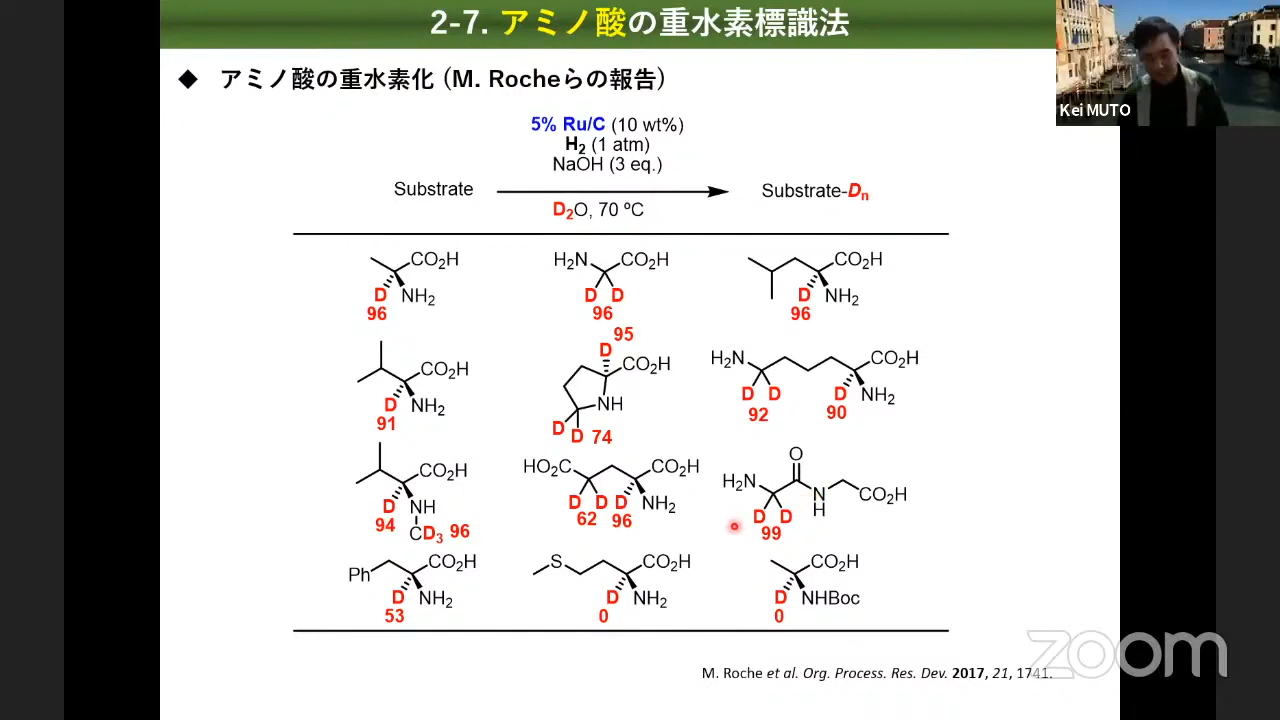 2-7. アミノ酸の重水素標識法
Kei MUTO
◆ アミノ酸の重水素化 (M. Rocheらの報告)
5% Ru/C (10 wt%)
H2 (1 atm)
NaOH (3 eq.)
Substrate
Substrate-Dn
D2O, 70 ºC
CO2H
D NH2
96
H2N CO2H
D D
96
CO2H
D NH2
96
CO2H
D NH2
91
95
D CO2H
NH
D D 74
H2N CO2H
D D D NH2
92 90
CO2H
D NH
94 CD3 96
HO2C CO2H
D D D NH2
62 96
O
H2N N CO2H
H
D D
99
Ph CO2H
D NH2
53
S CO2H
D NH2
0
CO2H
D NHBoc
0
M. Roche et al. Org. Process. Res. Dev. 2017, 21, 1741.
zoom